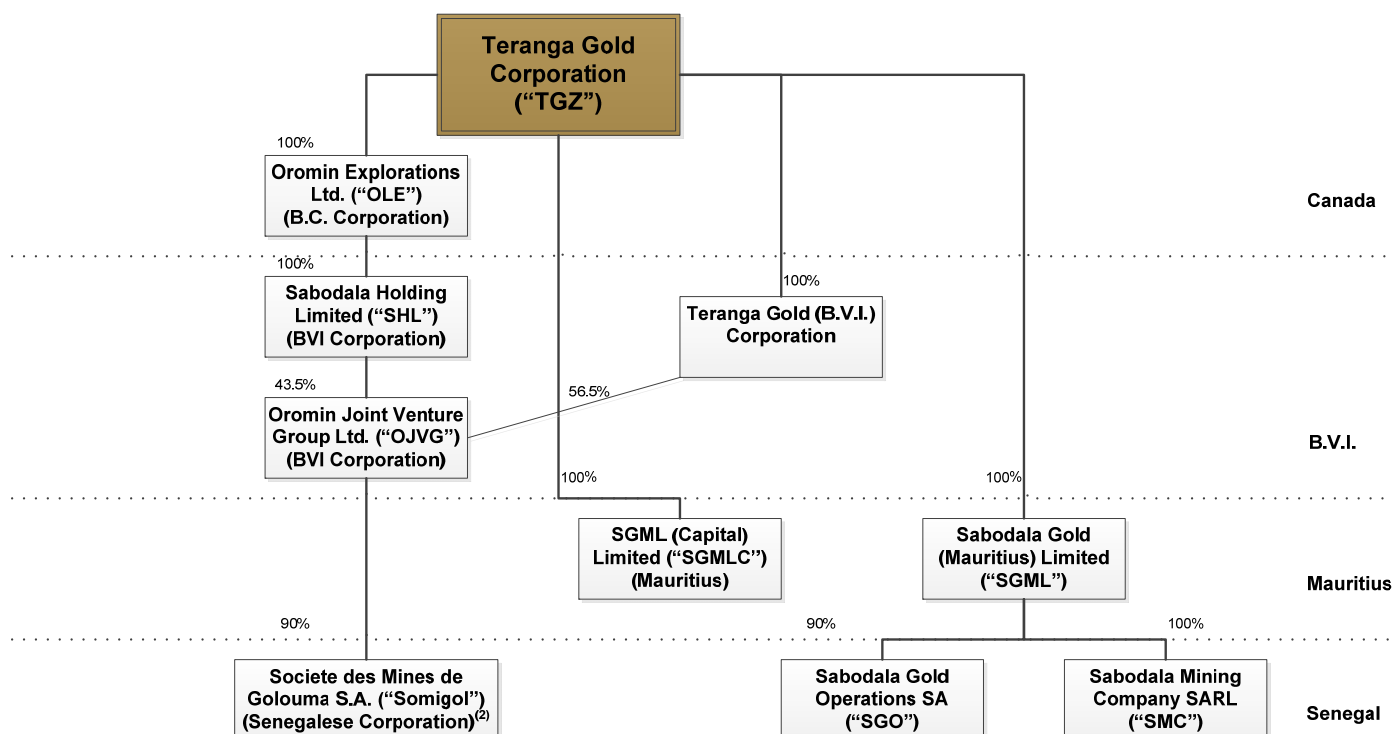 Teranga Gold
Corporation
(“TGZ”)
100%
Oromin Explorations
Ltd. (“OLE”)
(B.C. Corporation)
Canada
100%
Sabodala Holding
Limited (“SHL”)
(BVI Corporation)
100%
Teranga Gold (B.V.I.)
Corporation
43.5%
56.5%
Oromin Joint Venture
Group Ltd. (“OJVG”)
(BVI Corporation)
B.V.I.
100%
100%
SGML (Capital)
Limited (“SGMLC”)
(Mauritius)
Sabodala Gold
(Mauritius) Limited
(“SGML”)
Mauritius
90%
90%
100%
Societe des Mines de
Golouma S.A. (“Somigol”)
(Senegalese Corporation)(2)
Sabodala Gold
Operations SA
(“SGO”)
Sabodala Mining
Company SARL
(“SMC”)
Senegal